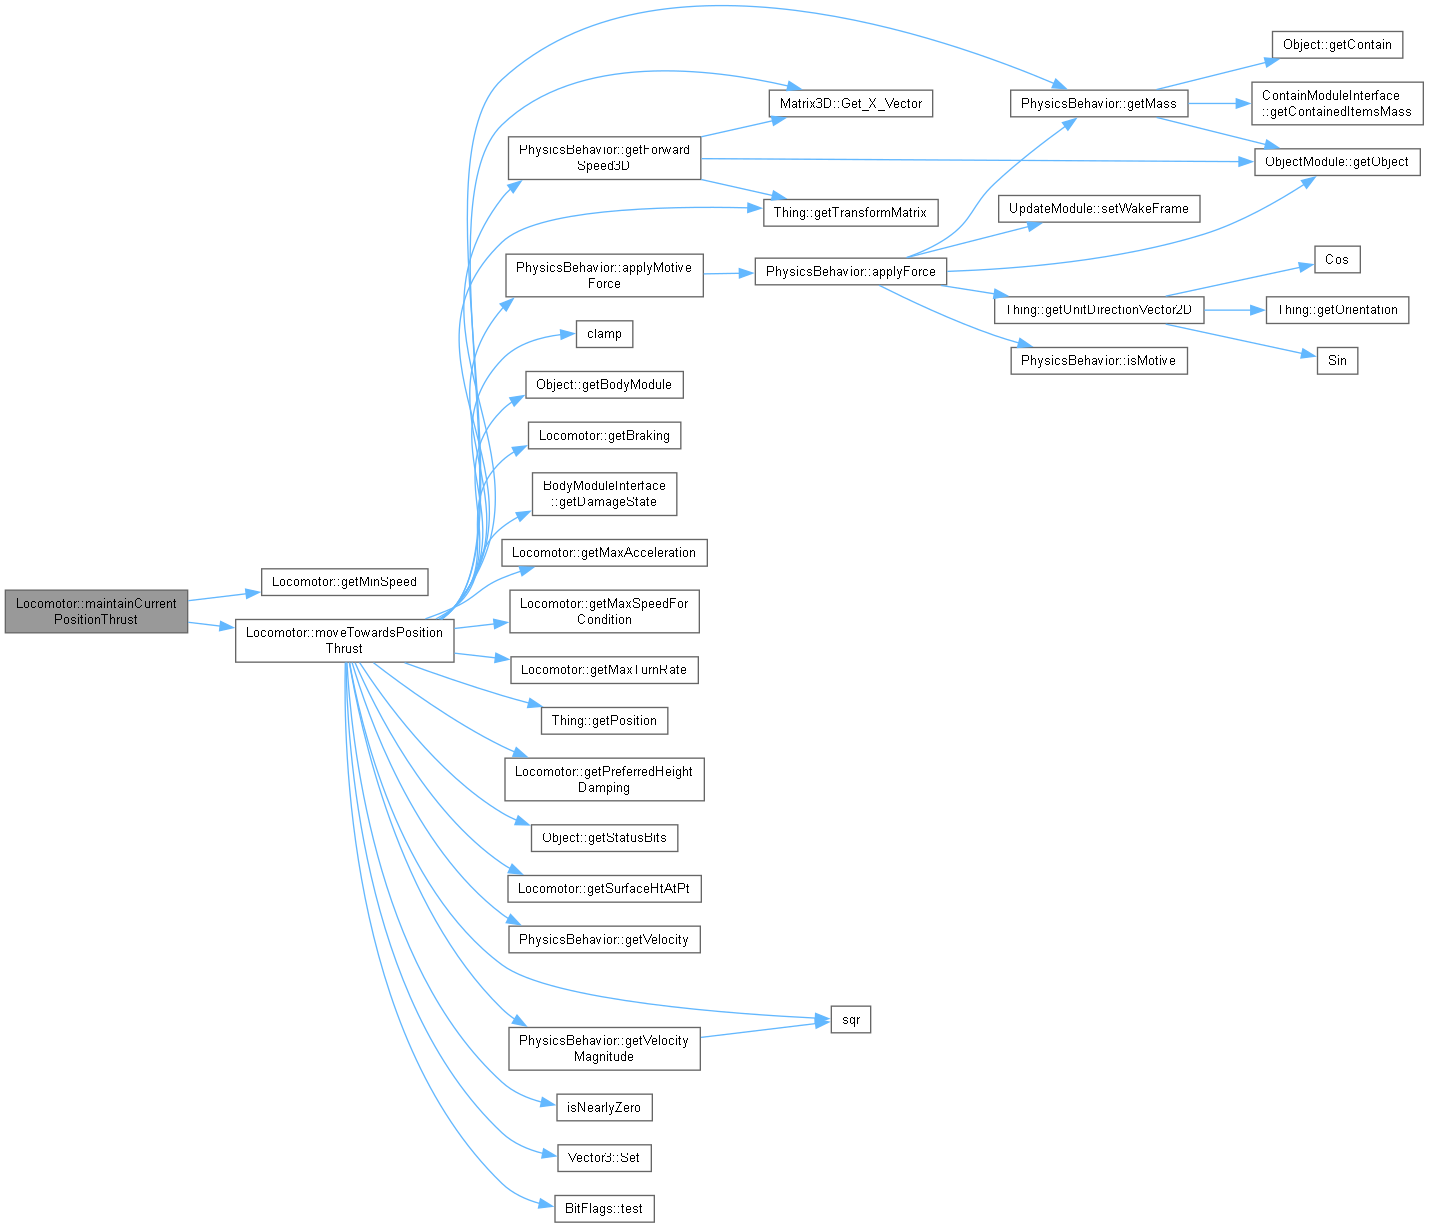 Locomotor::maintainCurrent
PositionThrust
Locomotor::getMinSpeed
Locomotor::moveTowardsPosition
Thrust
PhysicsBehavior::getForward
Speed3D
PhysicsBehavior::applyMotive
Force
clamp
Object::getBodyModule
Locomotor::getBraking
BodyModuleInterface
::getDamageState
Locomotor::getMaxAcceleration
Locomotor::getMaxSpeedFor
Condition
Locomotor::getMaxTurnRate
Thing::getPosition
Locomotor::getPreferredHeight
Damping
Object::getStatusBits
Locomotor::getSurfaceHtAtPt
PhysicsBehavior::getVelocity
PhysicsBehavior::getVelocity
Magnitude
isNearlyZero
Vector3::Set
BitFlags::test
Matrix3D::Get_X_Vector
Thing::getTransformMatrix
PhysicsBehavior::applyForce
sqr
PhysicsBehavior::getMass
UpdateModule::setWakeFrame
Thing::getUnitDirectionVector2D
PhysicsBehavior::isMotive
Object::getContain
ContainModuleInterface
::getContainedItemsMass
ObjectModule::getObject
Cos
Thing::getOrientation
Sin